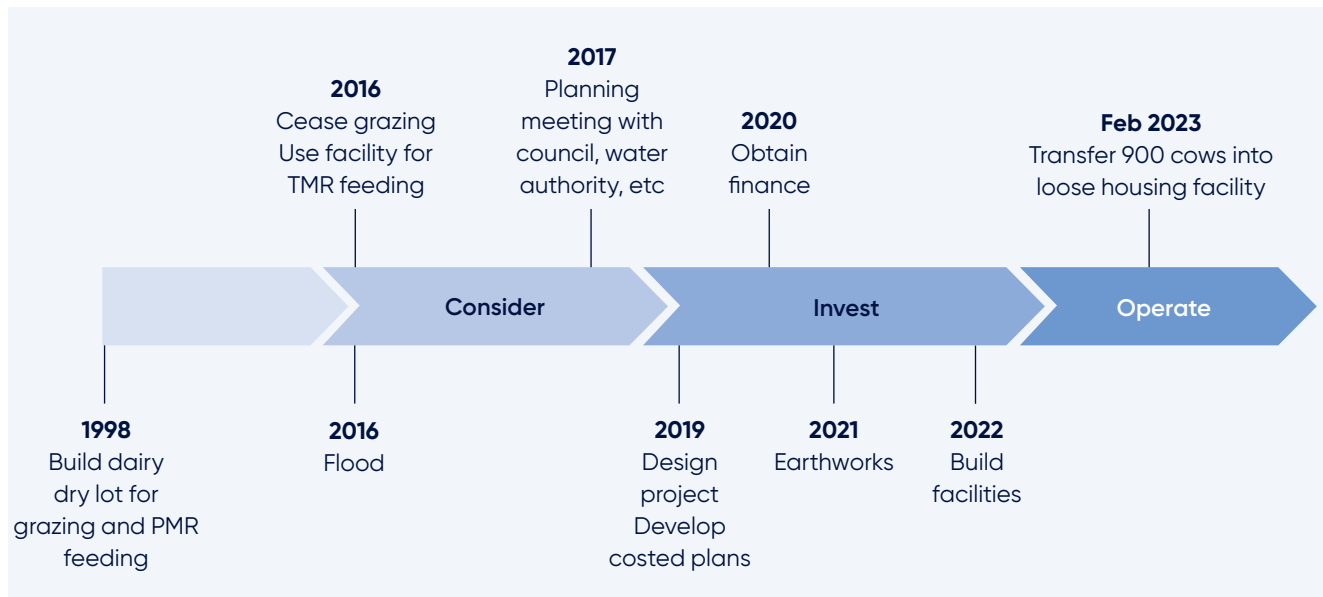 2016
Cease grazing
Use facility for
TMR feeding
2017
Planning
meeting with
council, water
authority, etc
2020
Obtain
finance
Feb 2023
Transfer 900 cows into
loose housing facility
Consider
Invest
Operate
1998
Build dairy
dry lot for
grazing and PMR
feeding
2016
Flood
2019
Design
project
Develop
costed plans
2021
Earthworks
2022
Build
facilities